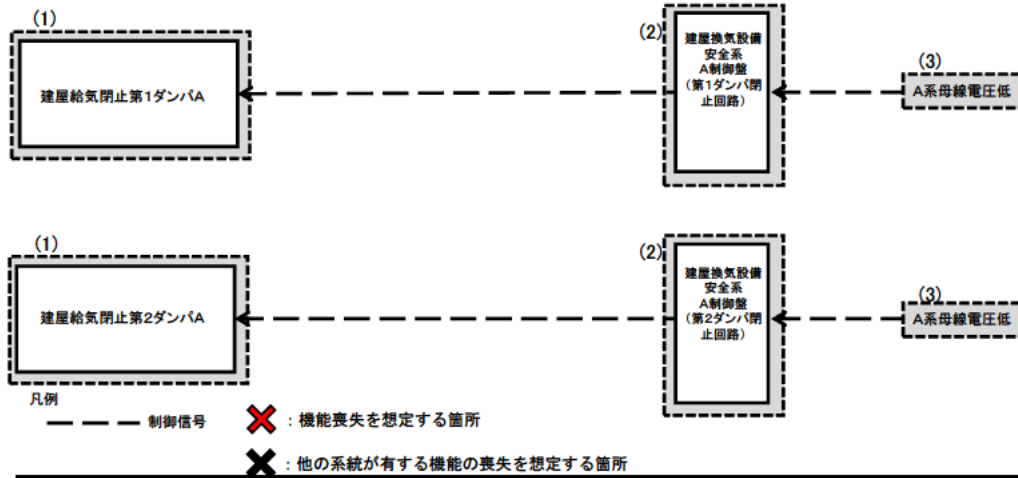 (1)
建屋給気閉止第1ダンパA
(2)
建屋換気設備
安全系
A制御盤
(第1ダンパ閉
止回路)
(3)
A系母線電圧低
(1)
建屋給気閉止第2ダンパA
(2)
建屋換気設備
安全系
A制御盤
(第2ダンパ閉
止回路)
(3)
A系母線電圧低
凡例
制御信号
：機能喪失を想定する箇所
：他の系統が有する機能の喪失を想定する箇所